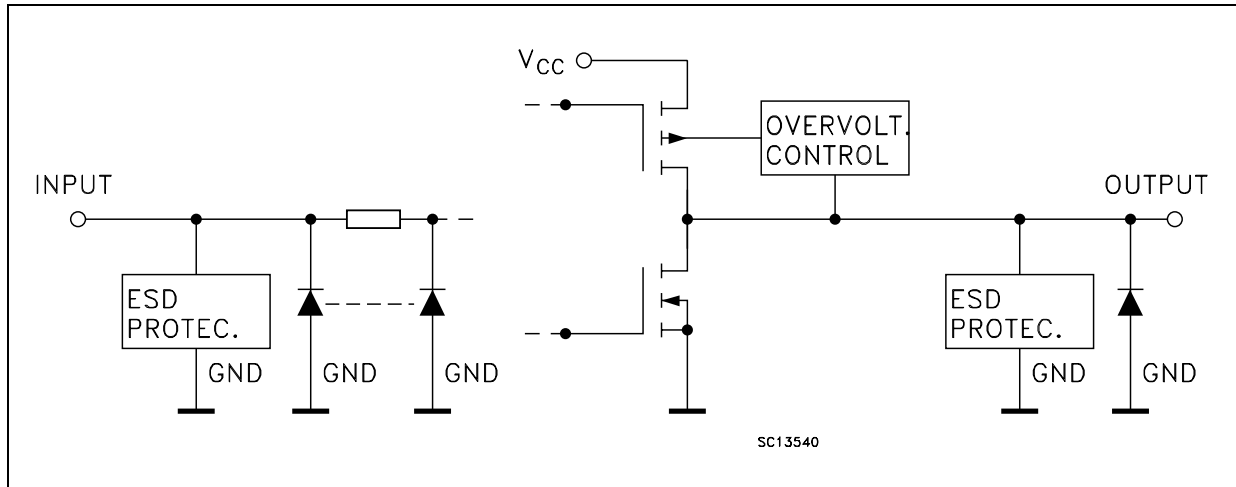 VCC
OVERVOLT.
CONTROL
INPUT
OUTPUT
ESD
PROTEC.
GND
GND
GND
ESD
PROTEC.
GND
GND
SC13540